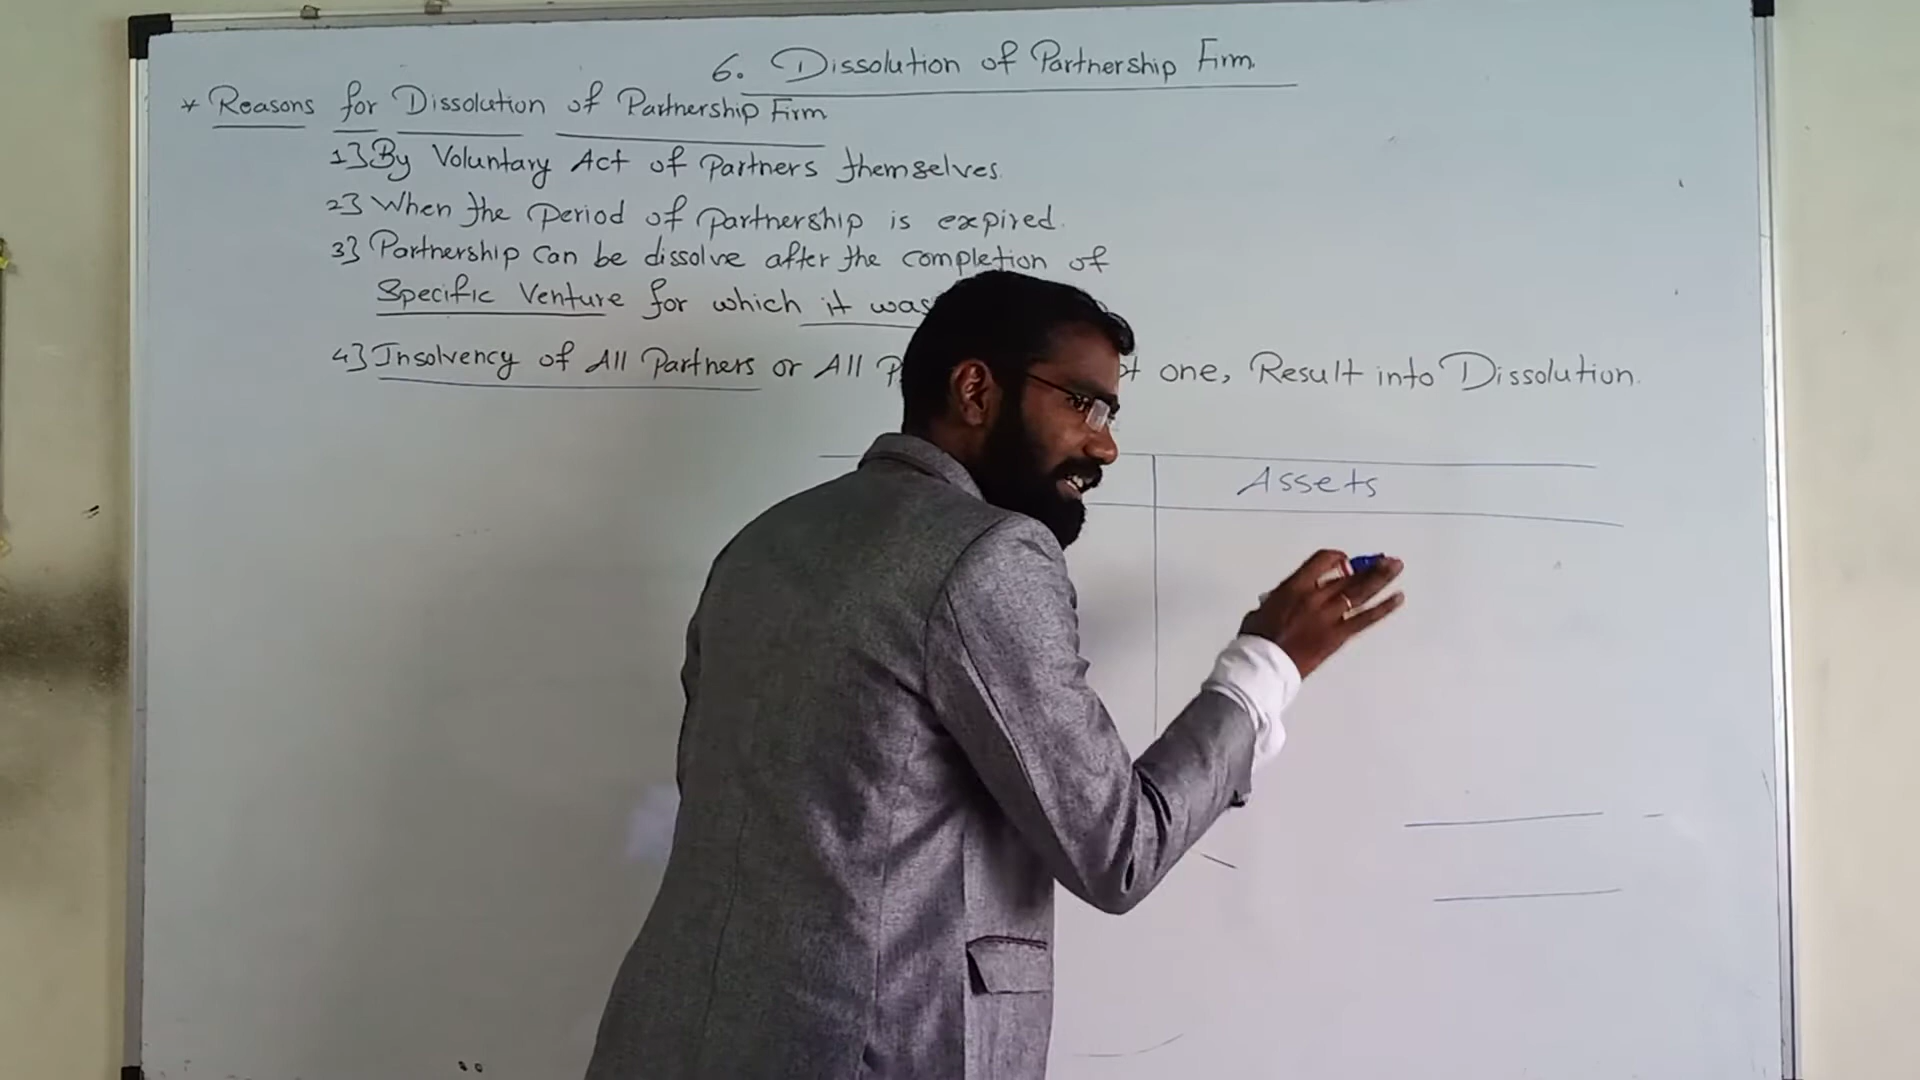 6. Dissolution of Partnership Firm.
* Reasons for Dissolution of Partnership Firm
1] By Voluntary Act of Partners themselves.
2] When the Period of partnership is expired.
3] Partnership can be dissolve after the completion of
Specific Venture for which it was
4] Insolvency of All Partners or All one, Result into Dissolution.
Assets